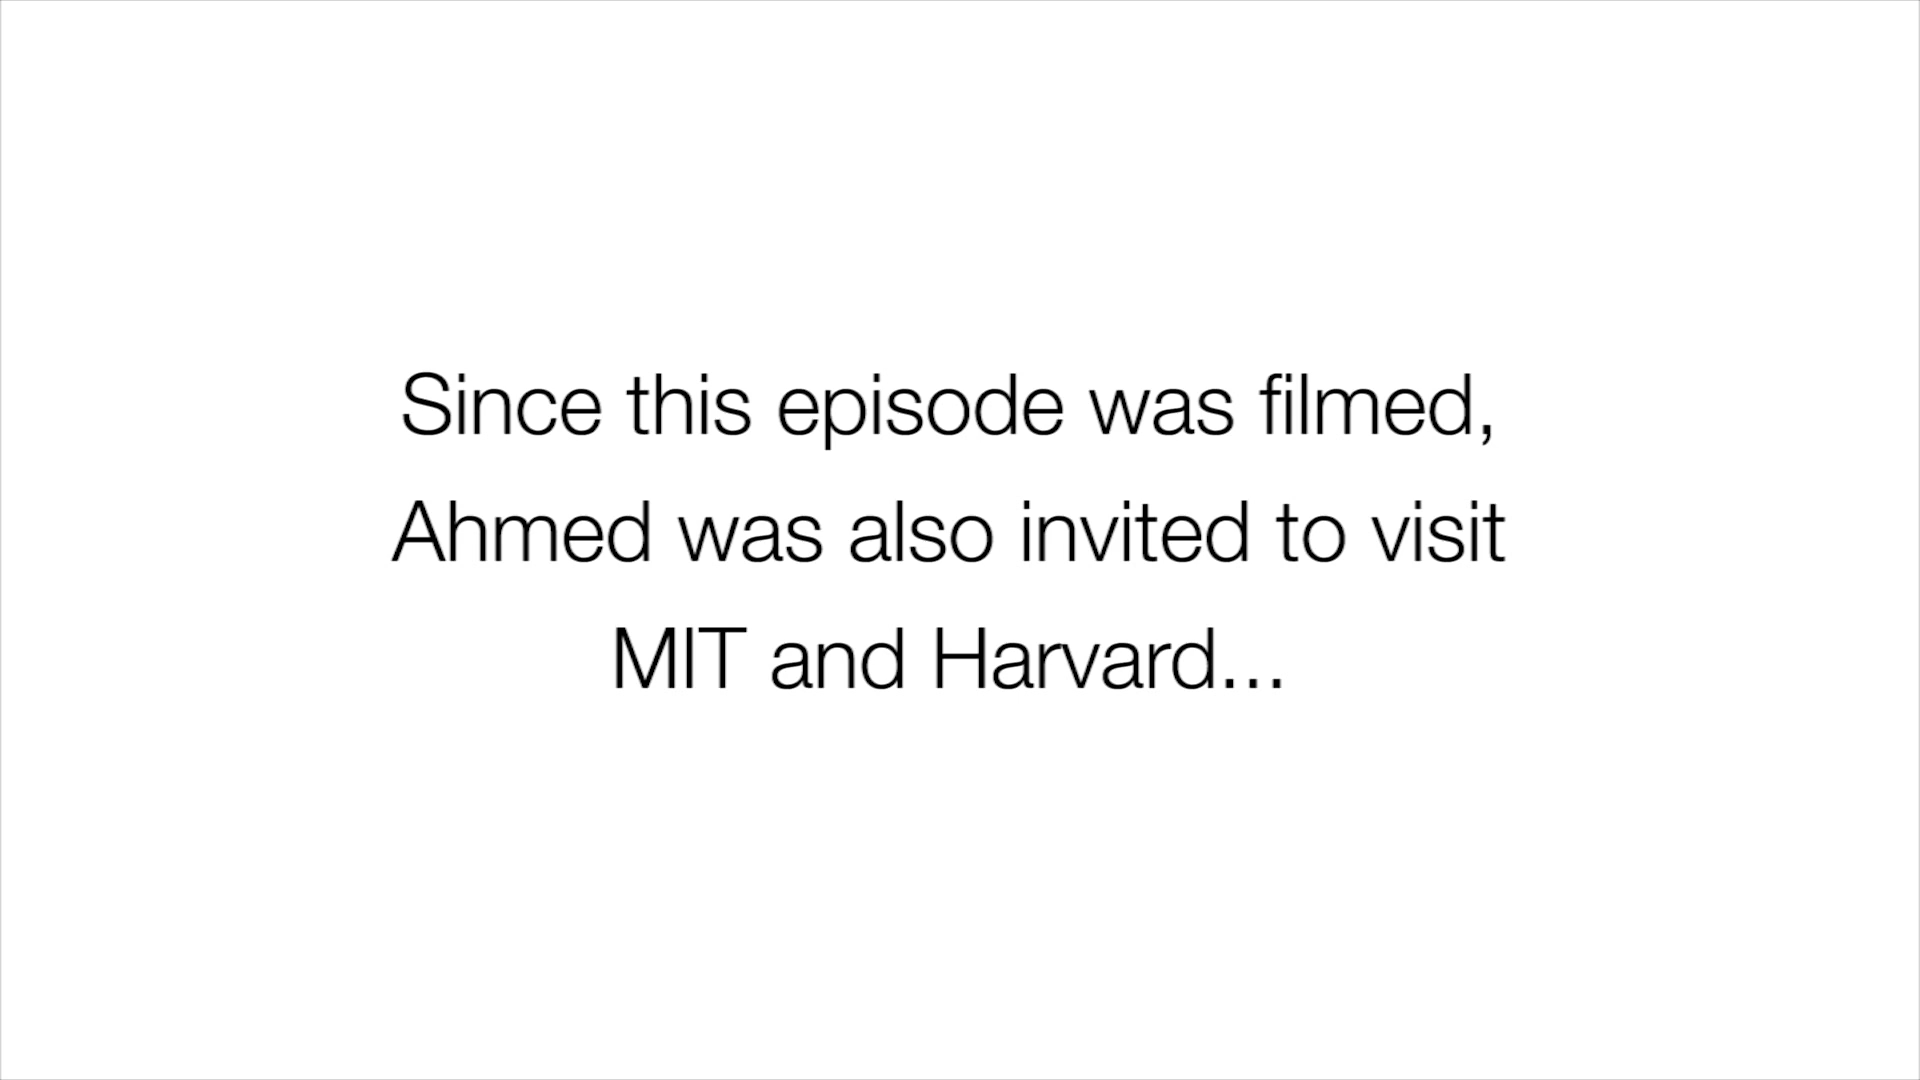 Since this episode was filmed,
Ahmed was also invited to visit
MIT and Harvard...